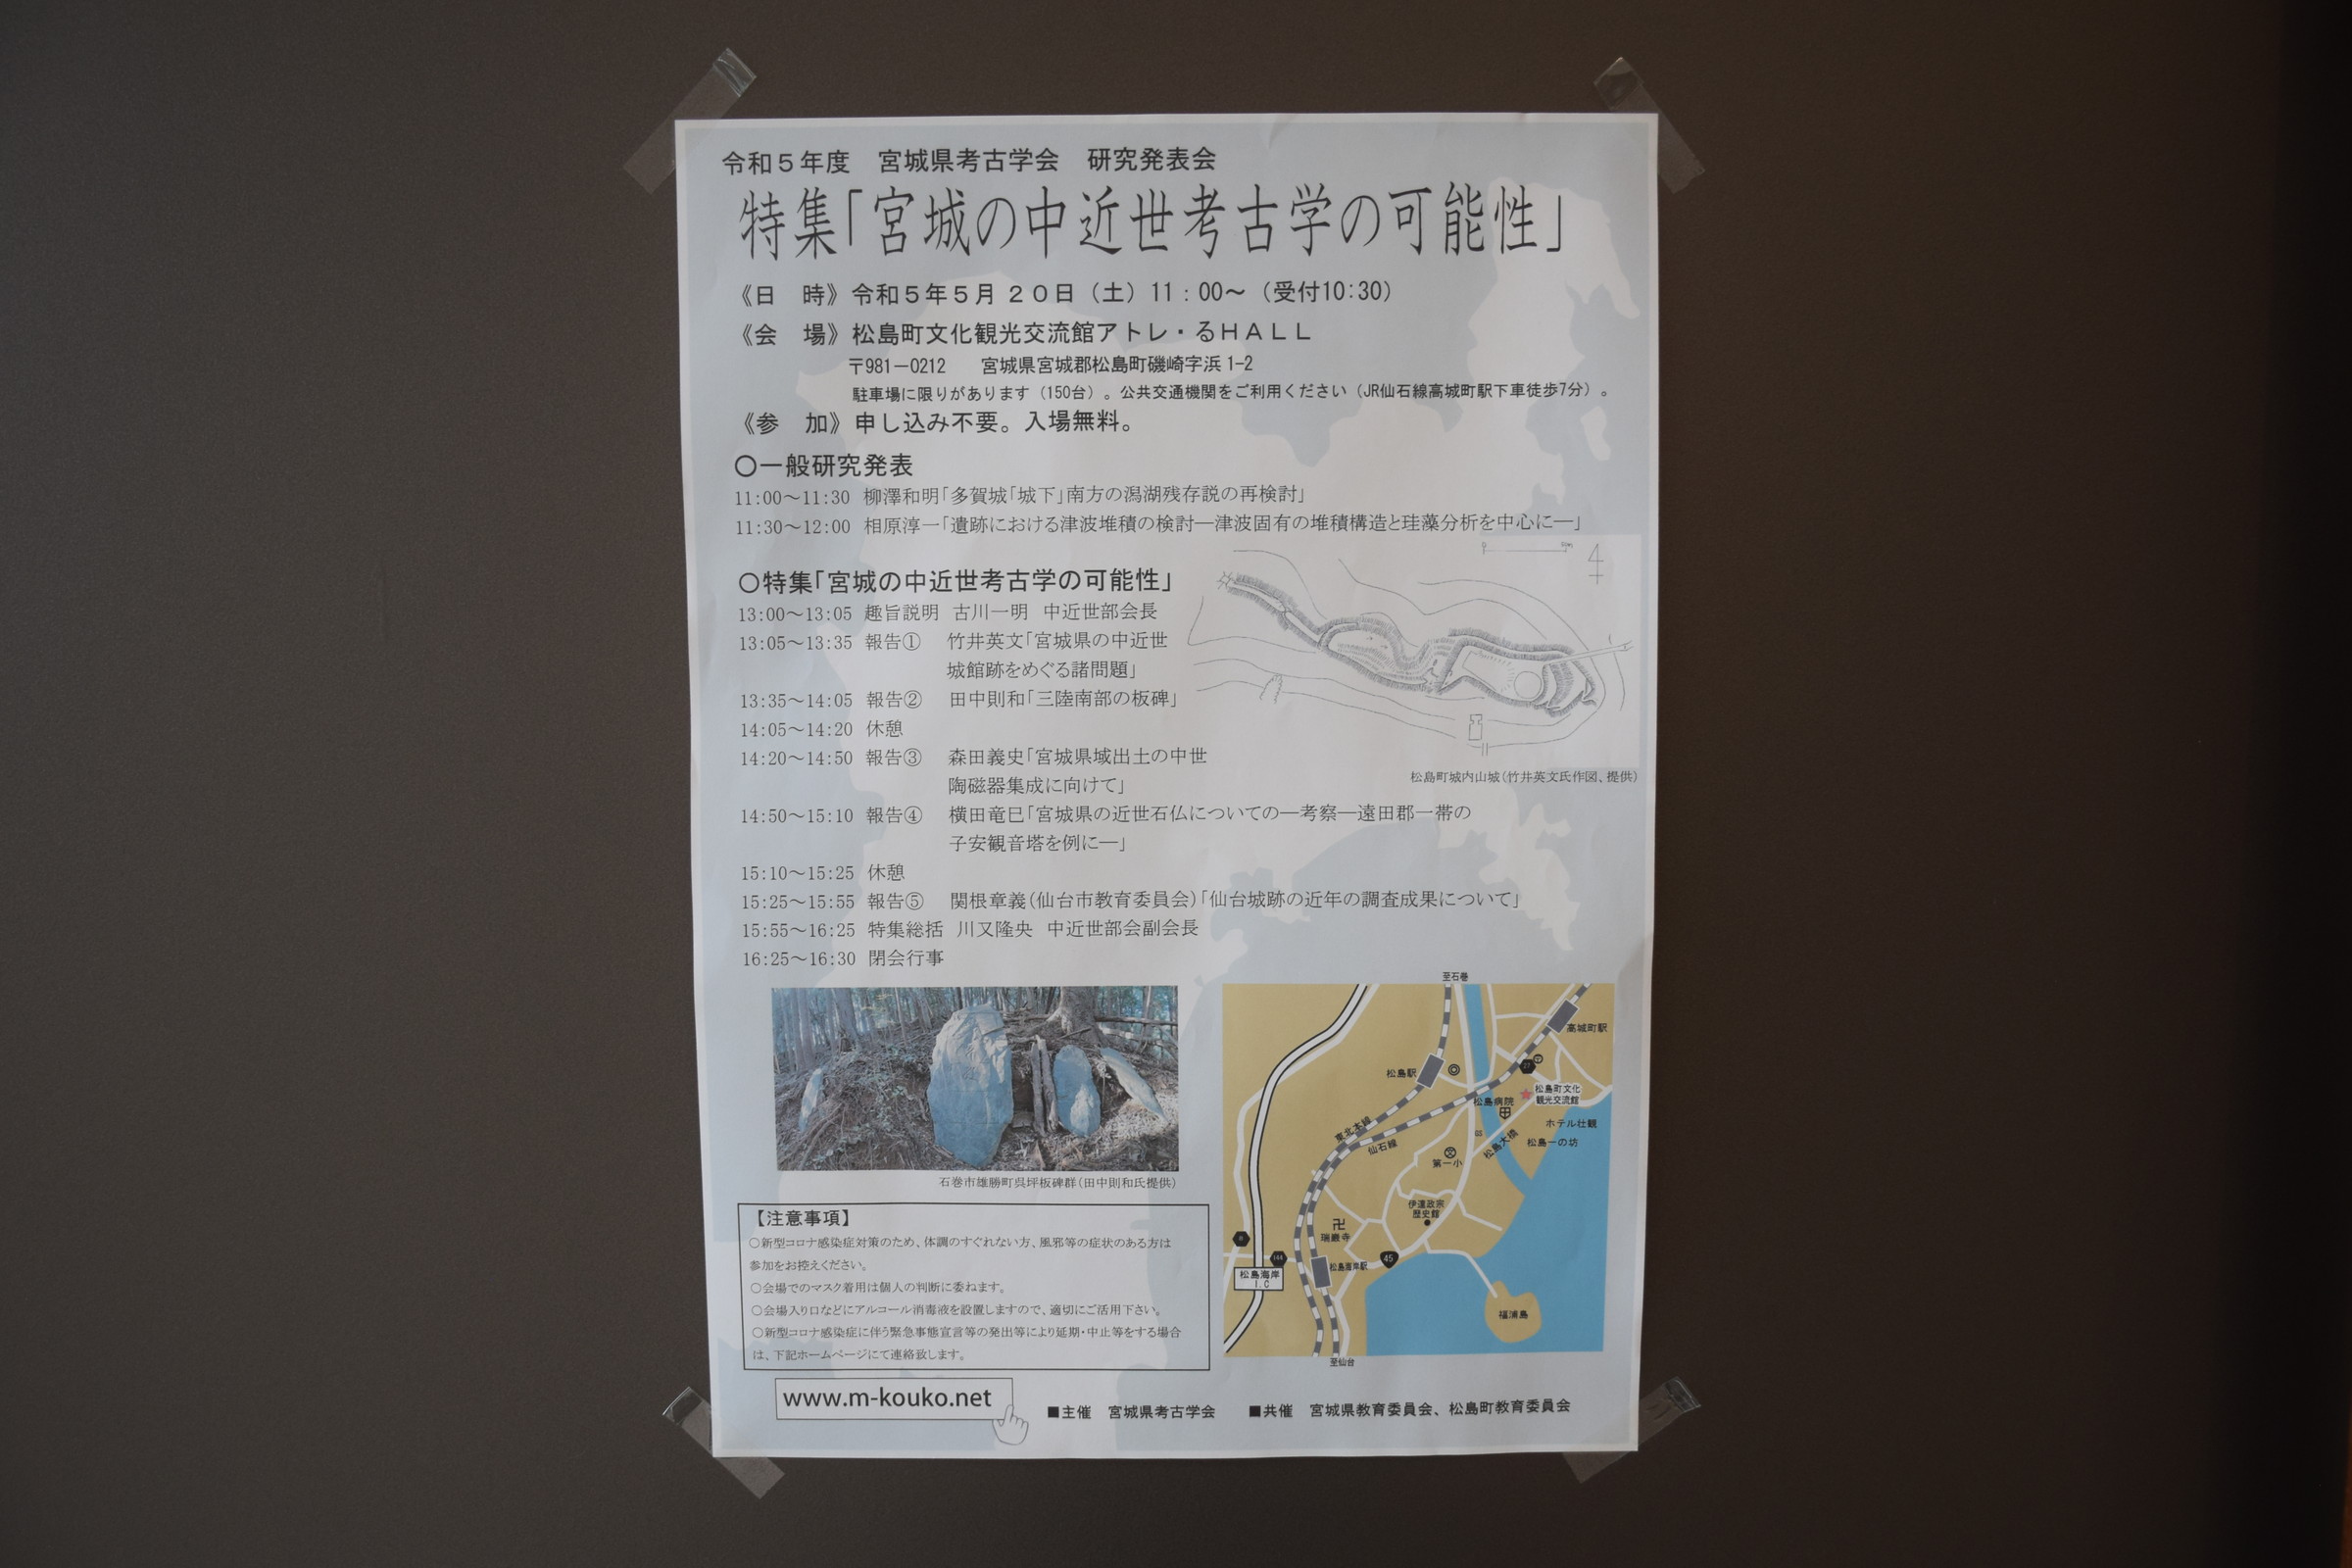 令和５年度　宮城県考古学会　研究発表会
特集「宮城の中近世考古学の可能性」
《日　時》令和５年５月 ２０日（土）11：00～（受付10:30）
《会　場》松島町文化観光交流館アトレ・るＨＡＬＬ
〒981－0212　宮城県宮城郡松島町磯崎字浜 1-2
駐車場に限りがあります（150台）。公共交通機関をご利用ください（JR仙石線高城町駅下車徒歩7分）。
《参　加》申し込み不要。入場無料。
〇一般研究発表
11:00～11:30 柳澤和明「多賀城「城下」南方の潟湖残存説の再検討」
11:30～12:00 相原淳一「遺跡における津波堆積の検討―津波固有の堆積構造と珪藻分析を中心に―」
〇特集「宮城の中近世考古学の可能性」
13:00～13:05 趣旨説明 古川一明 中近世部会長
13:05～13:35 報告① 竹井英文「宮城県の中近世
城館跡をめぐる諸問題」
13:35～14:05 報告② 田中則和「三陸南部の板碑」
14:05～14:20 休憩
14:20～14:50 報告③ 森田義史「宮城県域出土の中世
陶磁器集成に向けて」
松島町城内山城（竹井英文氏作図、提供）
14:50～15:10 報告④ 横田竜巳「宮城県の近世石仏についての―考察―遠田郡一帯の
子安観音塔を例に―」
15:10～15:25 休憩
15:25～15:55 報告⑤ 関根章義（仙台市教育委員会）「仙台城跡の近年の調査成果について」
15:55～16:25 特集総括 川又隆央 中近世部会副会長
16:25～16:30 閉会行事
石巻市雄勝町呉坪板碑群（田中則和氏提供）
至石巻
高城町駅
松島駅
松島町文化
観光交流館
松島病院
ホテル壮観
松島一の坊
東北本線
仙石線
松島大橋
第一小
伊達政宗
歴史館
瑞巌寺
45
144
松島海岸駅
松島海岸
I.C
福浦島
至仙台
【注意事項】
○新型コロナ感染症対策のため、体調のすぐれない方、風邪等の症状のある方は
参加をお控えください。
○会場でのマスク着用は個人の判断に委ねます。
○会場入り口などにアルコール消毒液を設置しますので、適切にご活用下さい。
○新型コロナ感染症に伴う緊急事態宣言等の発出等により延期・中止等をする場合
は、下記ホームページにて連絡致します。
www.m-kouko.net
■主催　宮城県考古学会　■共催　宮城県教育委員会、松島町教育委員会